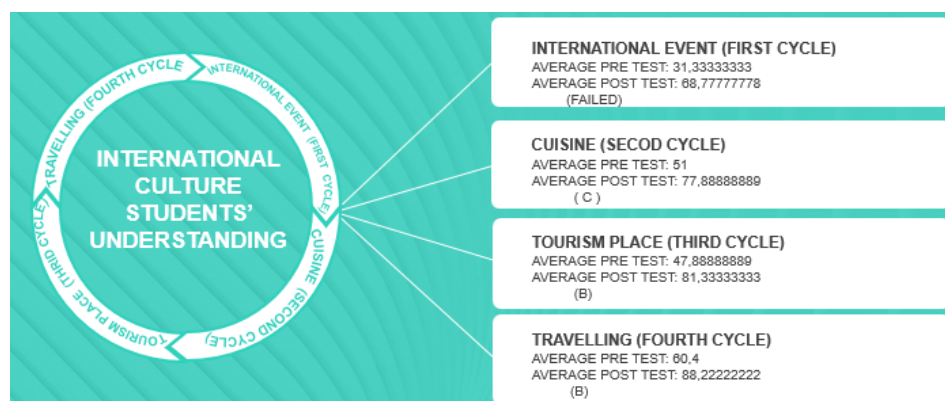 TRAVELLING (FOURTH CYCLE)
INTERNATIONAL EVENT (FIRST CYCLE)
CUISINE (SECOND CYCLE)
TOURISM PLACE (THRID CYCLE)
INTERNATIONAL
CULTURE
STUDENTS'
UNDERSTANDING
INTERNATIONAL EVENT (FIRST CYCLE)
AVERAGE PRE TEST: 31,33333333
AVERAGE POST TEST: 68,77777778
(FAILED)
CUISINE (SECOD CYCLE)
AVERAGE PRE TEST: 51
AVERAGE POST TEST: 77,88888889
( C )
TOURISM PLACE (THIRD CYCLE)
AVERAGE PRE TEST: 47,88888889
AVERAGE POST TEST: 81,33333333
(B)
TRAVELLING (FOURTH CYCLE)
AVERAGE PRE TEST: 60,4
AVERAGE POST TEST: 88,22222222
(B)